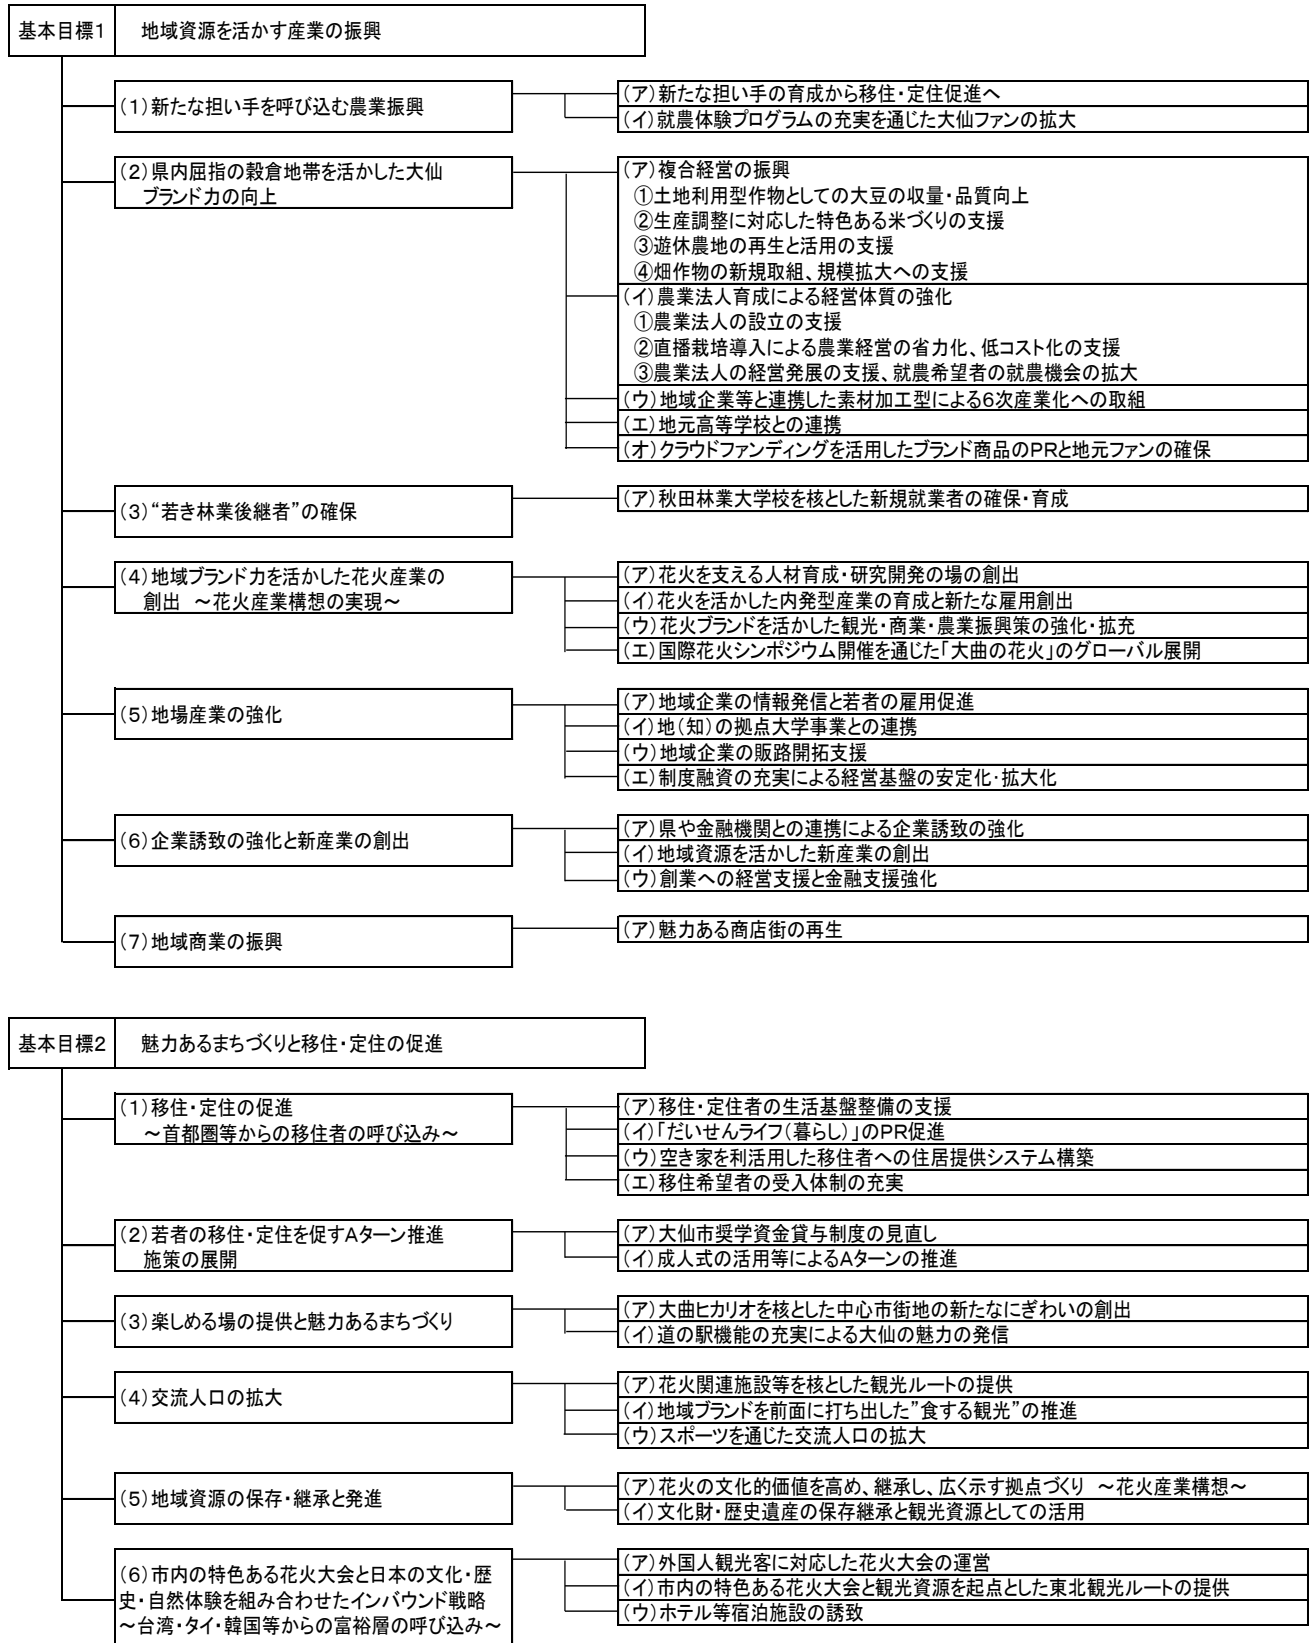 基本目標1　地域資源を活かす産業の振興
(1)新たな担い手を呼び込む農業振興
(ア)新たな担い手の育成から移住・定住促進へ
(イ)就農体験プログラムの充実を通じた大仙ファンの拡大
(2)県内屈指の穀倉地帯を活かした大仙
ブランド力の向上
(ア)複合経営の振興
①土地利用型作物としての大豆の収量・品質向上
②生産調整に対応した特色ある米づくりの支援
③遊休農地の再生と活用の支援
④畑作物の新規取組、規模拡大への支援
(イ)農業法人育成による経営体質の強化
①農業法人の設立の支援
②直播栽培導入による農業経営の省力化、低コスト化の支援
③農業法人の経営発展の支援、就農希望者の就農機会の拡大
(ウ)地域企業等と連携した素材加工型による6次産業化への取組
(エ)地元高等学校との連携
(オ)クラウドファンディングを活用したブランド商品のPRと地元ファンの確保
(3)“若き林業後継者”の確保
(ア)秋田林業大学校を核とした新規就業者の確保・育成
(4)地域ブランド力を活かした花火産業の
創出　～花火産業構想の実現～
(ア)花火を支える人材育成・研究開発の場の創出
(イ)花火を活かした内発型産業の育成と新たな雇用創出
(ウ)花火ブランドを活かした観光・商業・農業振興策の強化・拡充
(エ)国際花火シンポジウム開催を通じた「大曲の花火」のグローバル展開
(5)地場産業の強化
(ア)地域企業の情報発信と若者の雇用促進
(イ)地(知)の拠点大学事業との連携
(ウ)地域企業の販路開拓支援
(エ)制度融資の充実による経営基盤の安定化・拡大化
(6)企業誘致の強化と新産業の創出
(ア)県や金融機関との連携による企業誘致の強化
(イ)地域資源を活かした新産業の創出
(ウ)創業への経営支援と金融支援強化
(7)地域商業の振興
(ア)魅力ある商店街の再生
基本目標2　魅力あるまちづくりと移住・定住の促進
(1)移住・定住の促進
～首都圏等からの移住者の呼び込み～
(ア)移住・定住者の生活基盤整備の支援
(イ)「だいせんライフ(暮らし)」のPR促進
(ウ)空き家を利活用した移住者への住居提供システム構築
(エ)移住希望者の受入体制の充実
(2)若者の移住・定住を促すAターン推進
施策の展開
(ア)大仙市奨学資金貸与制度の見直し
(イ)成人式の活用等によるAターンの推進
(3)楽しめる場の提供と魅力あるまちづくり
(ア)大曲ヒカリオを核とした中心市街地の新たなにぎわいの創出
(イ)道の駅機能の充実による大仙の魅力の発信
(4)交流人口の拡大
(ア)花火関連施設等を核とした観光ルートの提供
(イ)地域ブランドを前面に打ち出した”食する観光”の推進
(ウ)スポーツを通じた交流人口の拡大
(5)地域資源の保存・継承と発進
(ア)花火の文化的価値を高め、継承し、広く示す拠点づくり　～花火産業構想～
(イ)文化財・歴史遺産の保存継承と観光資源としての活用
(6)市内の特色ある花火大会と日本の文化・歴
史・自然体験を組み合わせたインバウンド戦略
～台湾・タイ・韓国等からの富裕層の呼び込み～
(ア)外国人観光客に対応した花火大会の運営
(イ)市内の特色ある花火大会と観光資源を起点とした東北観光ルートの提供
(ウ)ホテル等宿泊施設の誘致